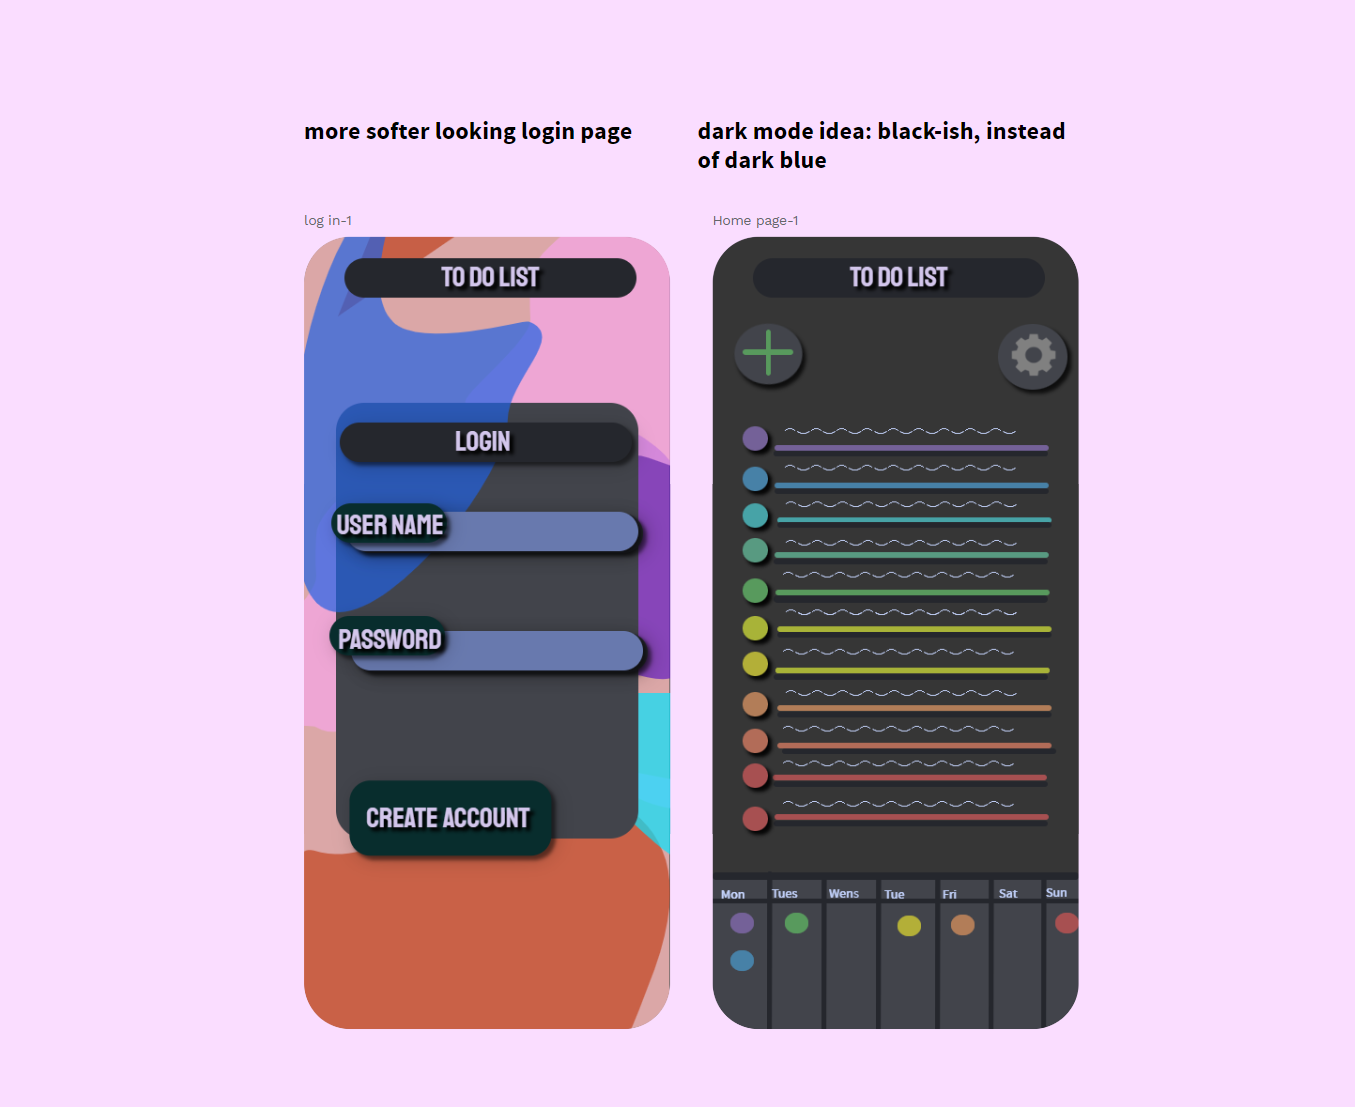 more softer looking login page
dark mode idea: black-ish, instead
of dark blue
log in-1
Home page-1
TO DO LIST
LOGIN
USER NAME
PASSWORD
CREATE ACCOUNT
TO DO LIST
Mon Tues Wens Tue Fri Sat Sun